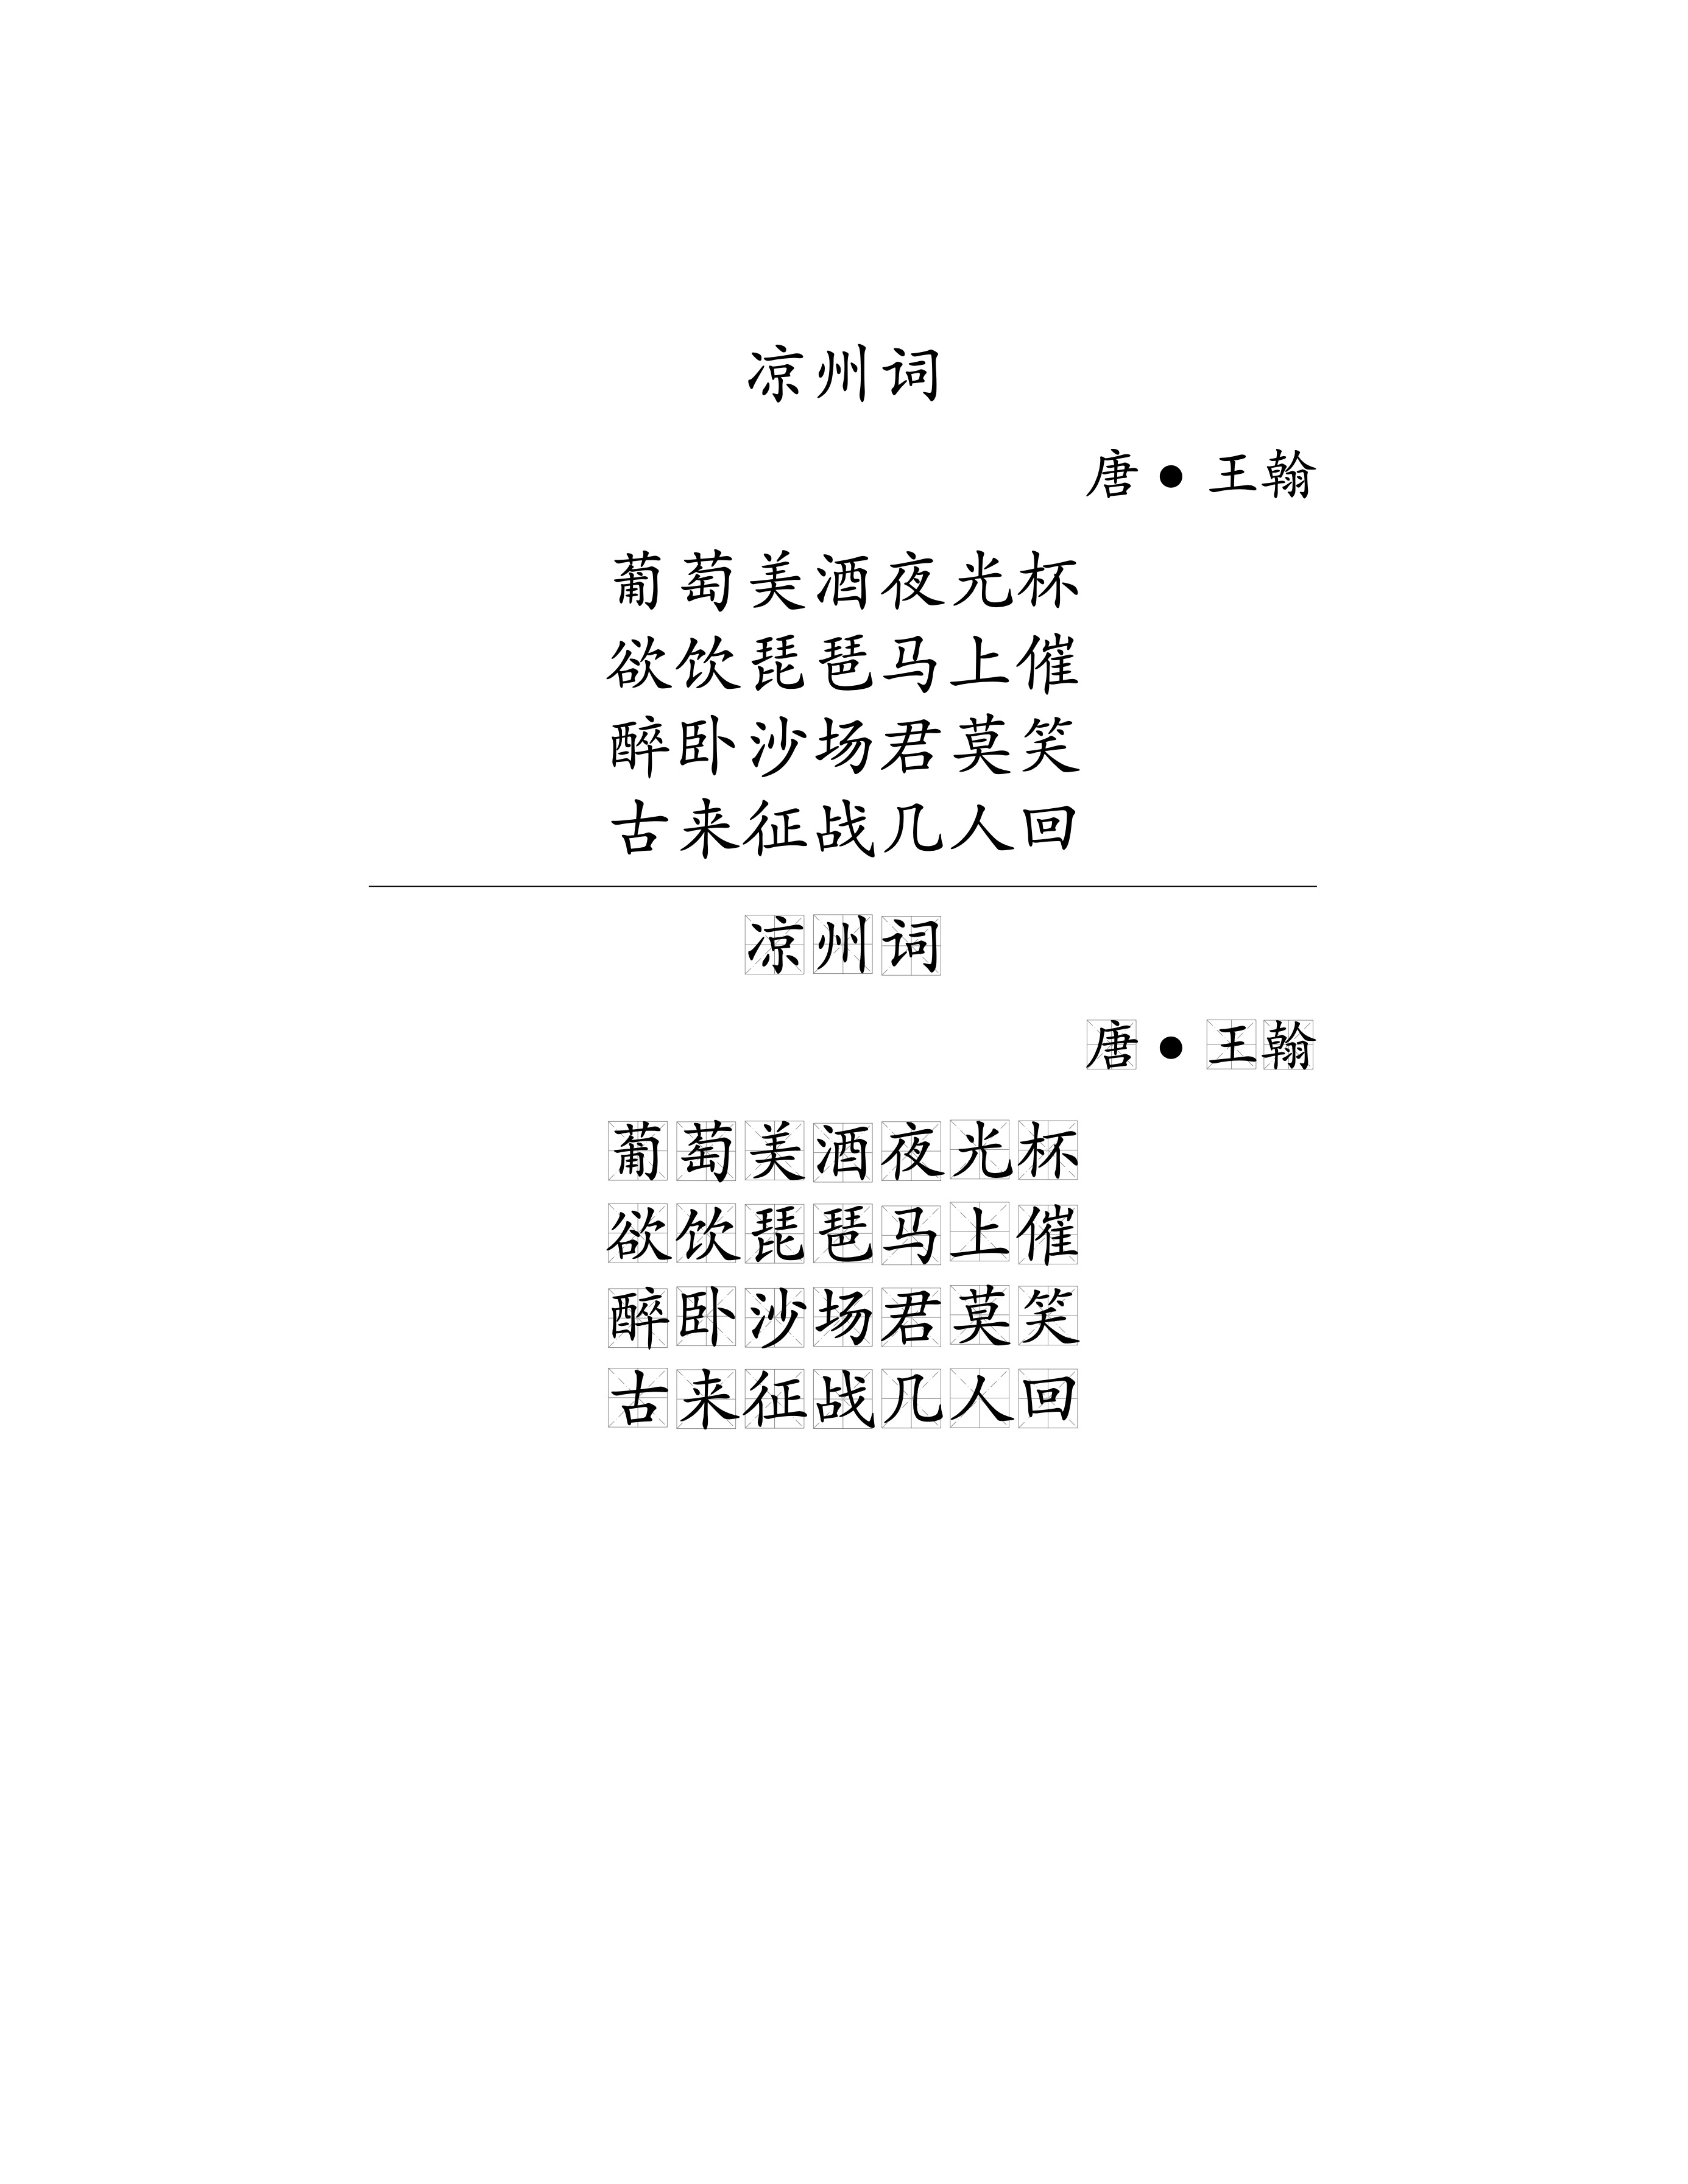 凉州词
唐 • 王翰
葡萄美酒夜光杯
欲饮琵琶马上催
醉卧沙场君莫笑
古来征战几人回
凉州词
唐 • 王翰
葡萄美酒夜光杯
欲饮琵琶马上催
醉卧沙场君莫笑
古来征战几人回